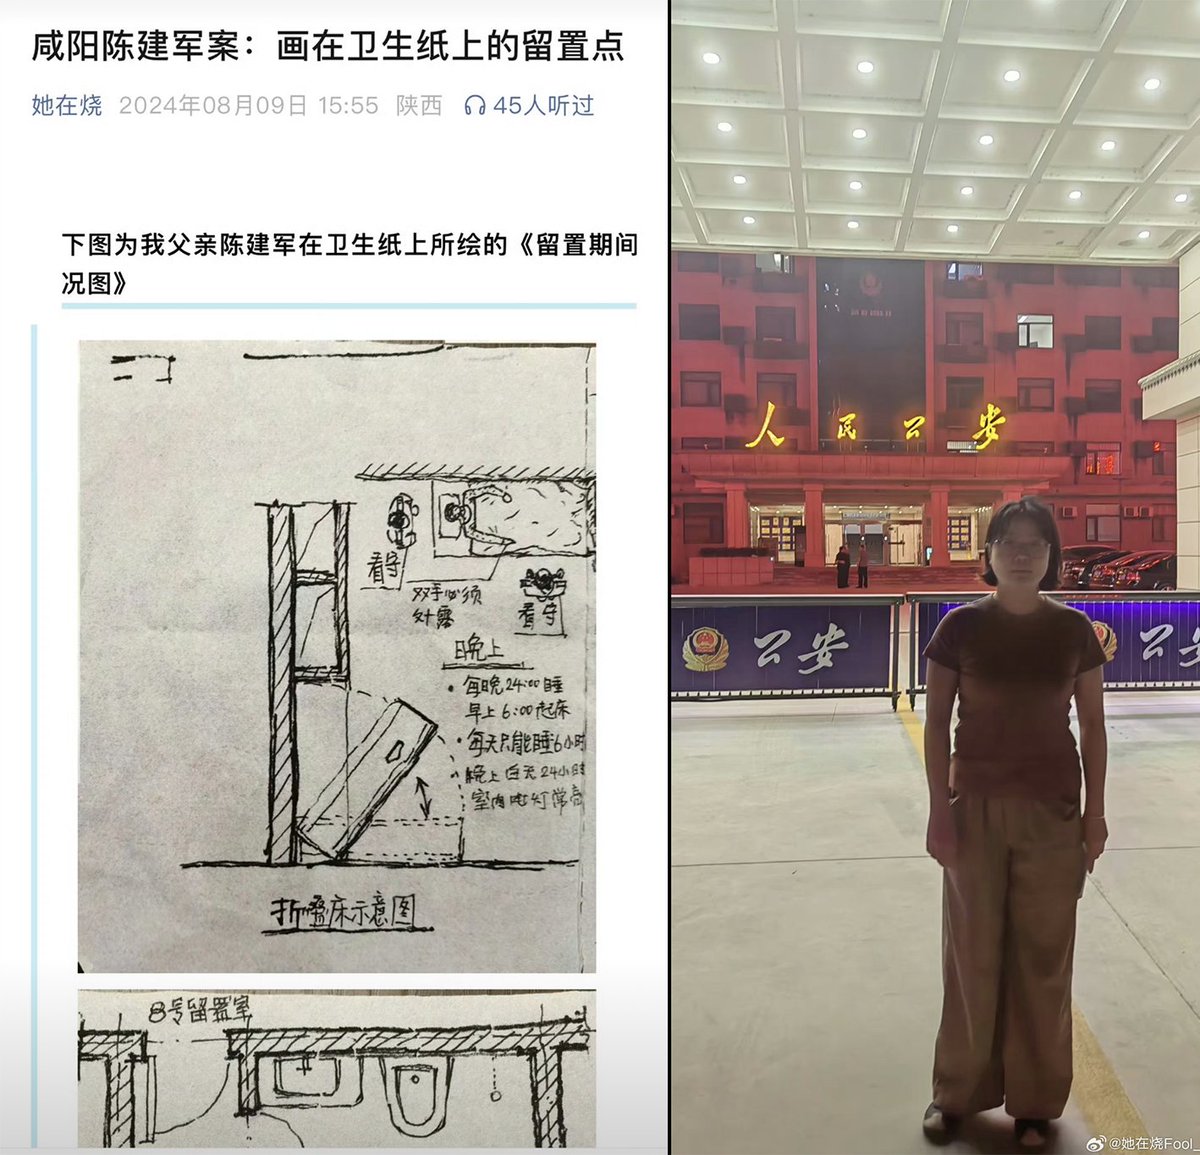 咸阳陈建军案：画在卫生纸上的留置点
她在烧 2024年08月09日 15:55 陕西 45人听过
下图为我父亲陈建军在卫生纸上所绘的《留置期间
况图》
看守
双手必须
外露
看守
晚上
• 每晚24:00睡
早上6:00起床
• 每天只能睡6小时
• 晚上白天24小时
室内电灯常亮
折叠床示意图
8号留置室
人民公安
公安
公安
@她在烧Fool_